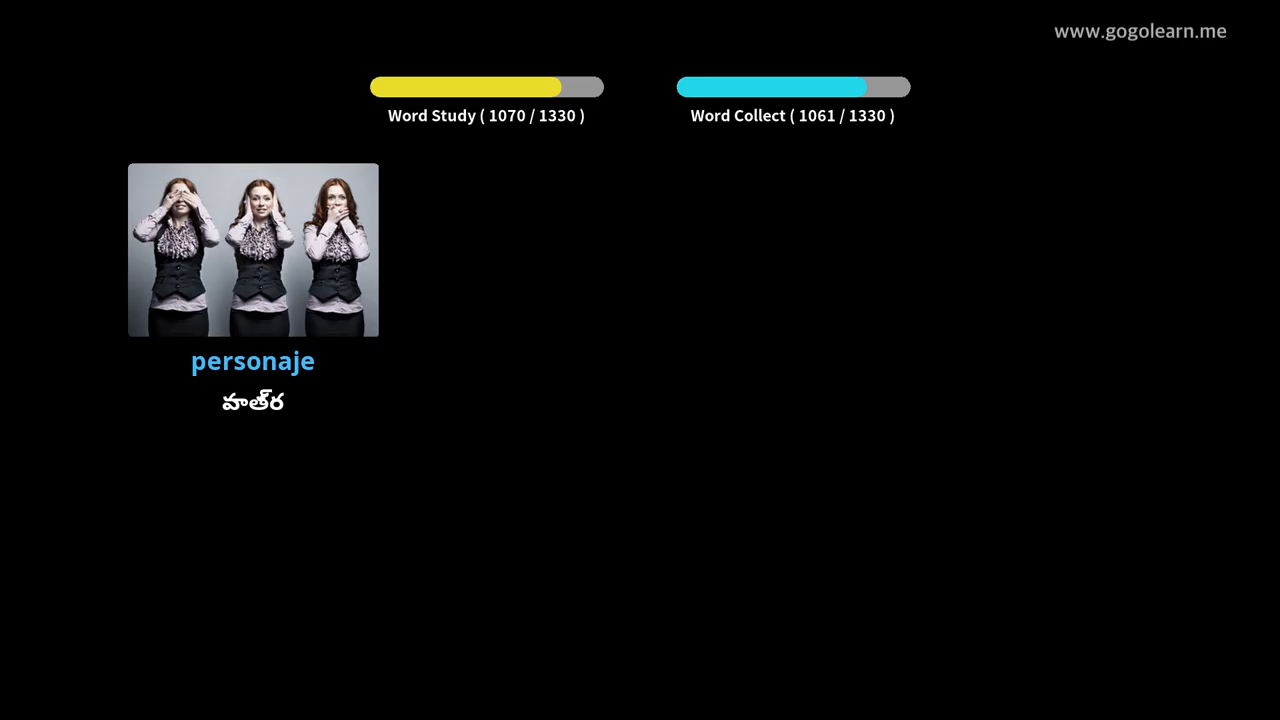 www.gogolearn.me
Word Study ( 1070 / 1330 )
Word Collect ( 1061 / 1330 )
personaje
పాత్ర